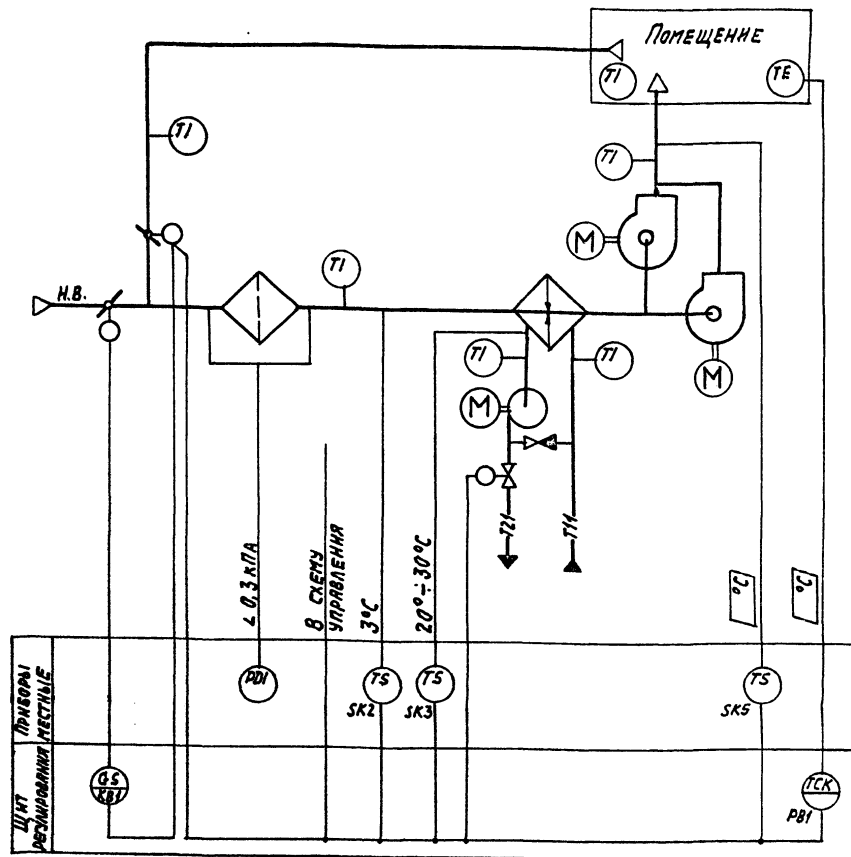 ПОМЕЩЕНИЕ
TI
TE
TI
TI
М
Н.В.
TI
М
TI
TI
М
T21
T11
< 0,3 кПА
В СХЕМУ
УПРАВЛЕНИЯ
3°C
20°÷30°C
°C
°C
ПРИБОРЫ
МЕСТНЫЕ
PDI
TS
SK2
TS
SK3
TS
SK5
ЩИТ
РЕГУЛИРОВАНИЯ
GS
KB1
TCK
PB1